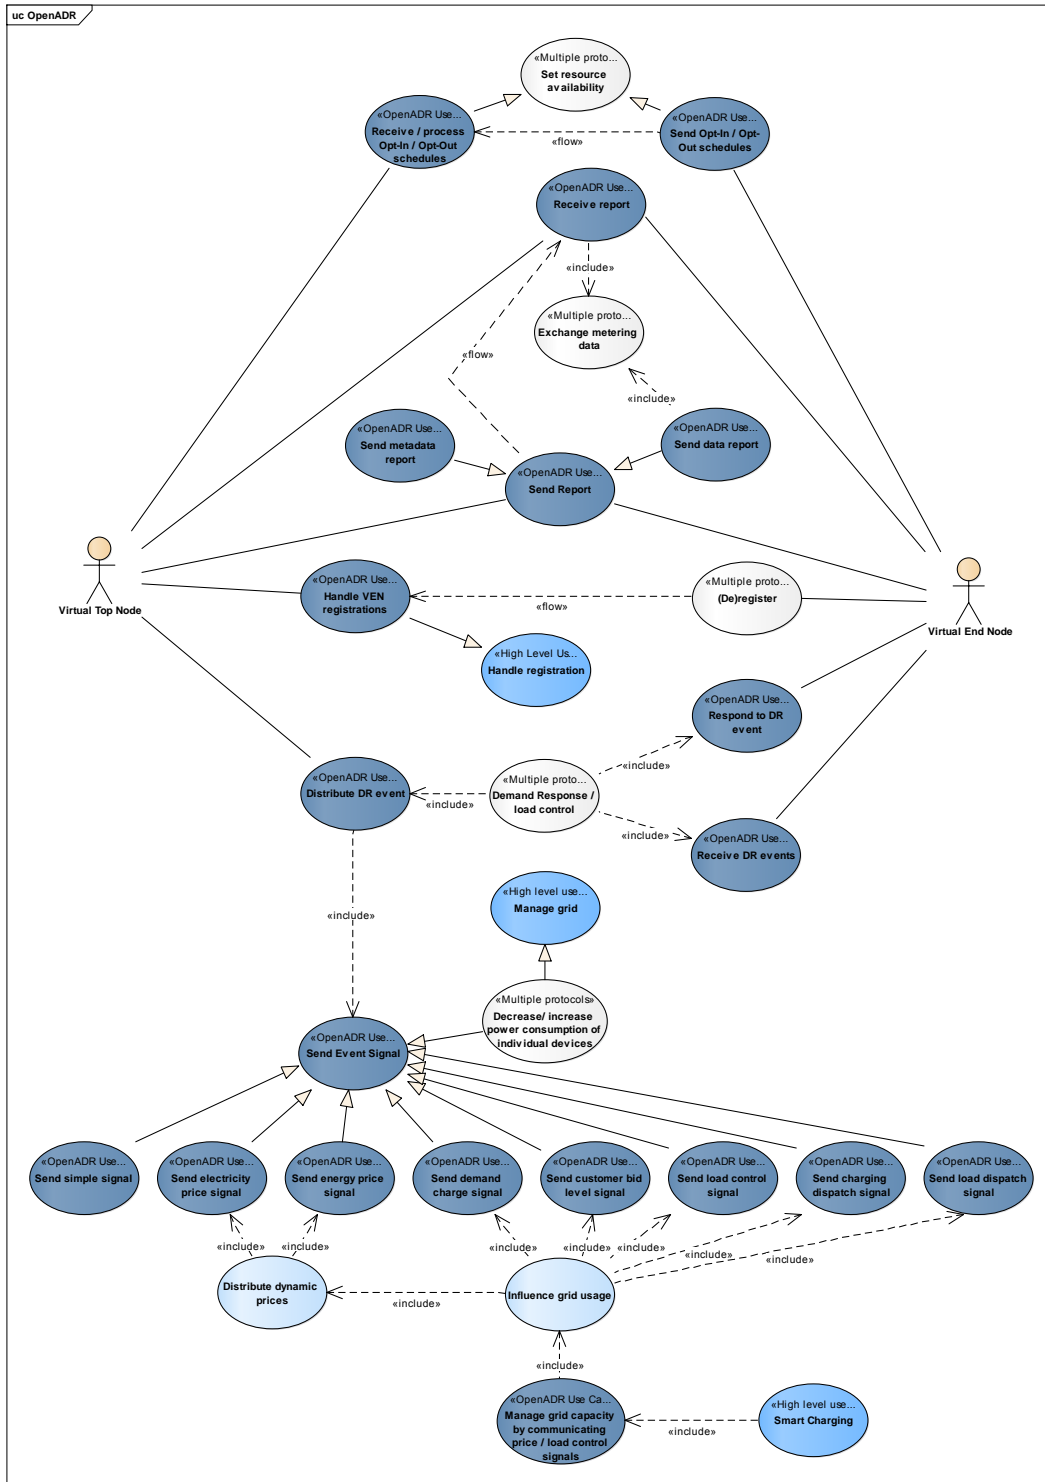 uc OpenADR
«Multiple proto...
Set resource
availability
«OpenADR Use...
Receive / process
Opt-In / Opt-Out
schedules
«OpenADR Use...
Send Opt-In / Opt-
Out schedules
«flow»
«OpenADR Use...
Receive report
«include»
«Multiple proto...
Exchange metering
data
«flow»
«include»
«OpenADR Use...
Send metadata
report
«OpenADR Use...
Send data report
«OpenADR Use...
Send Report
Virtual Top Node
«OpenADR Use...
Handle VEN
registrations
«flow»
«Multiple proto...
(De)register
Virtual End Node
«High Level Us...
Handle registration
«OpenADR Use...
Respond to DR
event
«include»
«OpenADR Use...
Distribute DR event
«include»
«Multiple proto...
Demand Response /
load control
«include»
«OpenADR Use...
Receive DR events
«include»
«High level use...
Manage grid
«Multiple protocols»
Decrease/ increase
power consumption of
individual devices
«OpenADR Use...
Send Event Signal
«OpenADR Use...
Send simple signal
«OpenADR Use...
Send electricity
price signal
«OpenADR Use...
Send energy price
signal
«OpenADR Use...
Send demand
charge signal
«OpenADR Use...
Send customer bid
level signal
«OpenADR Use...
Send load control
signal
«OpenADR Use...
Send charging
dispatch signal
«OpenADR Use...
Send load dispatch
signal
«include»
«include»
«include»
«include»
«include»
«include»
«include»
Distribute dynamic
prices
«include»
Influence grid usage
«include»
«OpenADR Use Ca...
Manage grid capacity
by communicating
price / load control
signals
«include»
«High level use...
Smart Charging